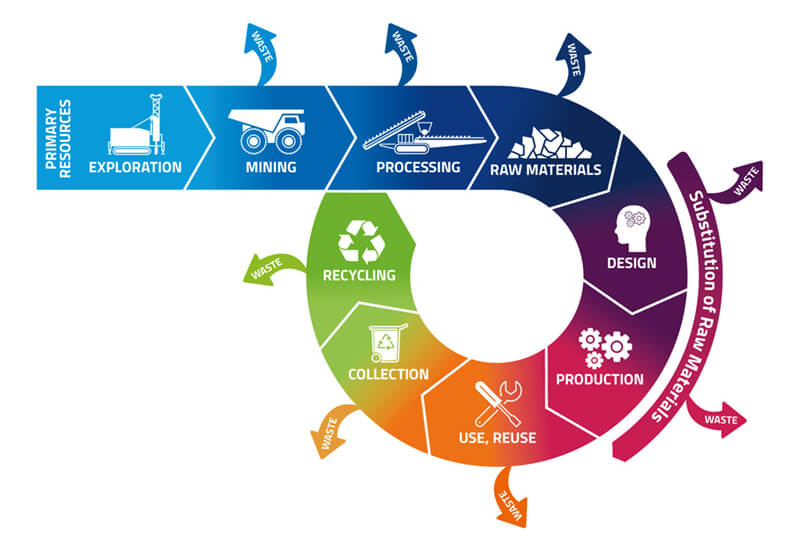 WASTE
WASTE
WASTE
PRIMARY
RESOURCES
EXPLORATION
MINING
PROCESSING
RAW MATERIALS
WASTE
Substitution of Raw Materials
DESIGN
RECYCLING
WASTE
COLLECTION
PRODUCTION
WASTE
USE, REUSE
WASTE
WASTE